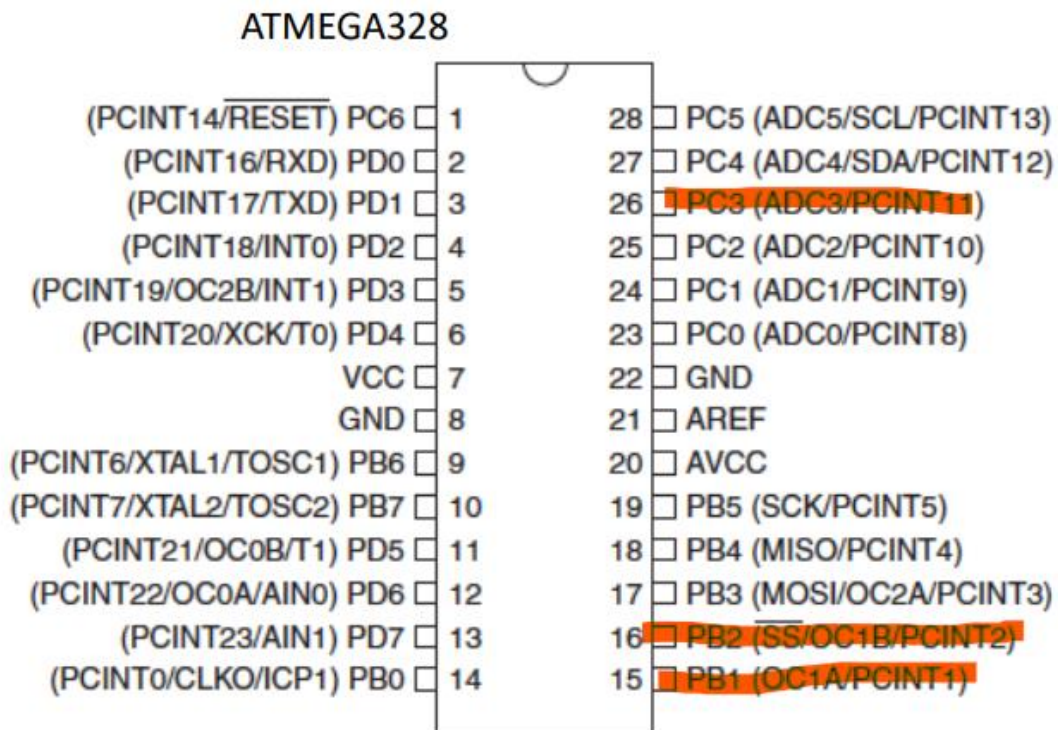 ATMEGA328
(PCINT14/RESET) PC6 1 28 PC5 (ADC5/SCL/PCINT13)
(PCINT16/RXD) PD0 2 27 PC4 (ADC4/SDA/PCINT12)
(PCINT17/TXD) PD1 3 26 PC3 (ADC3/PCINT11)
(PCINT18/INT0) PD2 4 25 PC2 (ADC2/PCINT10)
(PCINT19/OC2B/INT1) PD3 5 24 PC1 (ADC1/PCINT9)
(PCINT20/XCK/T0) PD4 6 23 PC0 (ADC0/PCINT8)
VCC 7 22 GND
GND 8 21 AREF
(PCINT6/XTAL1/TOSC1) PB6 9 20 AVCC
(PCINT7/XTAL2/TOSC2) PB7 10 19 PB5 (SCK/PCINT5)
(PCINT21/OC0B/T1) PD5 11 18 PB4 (MISO/PCINT4)
(PCINT22/OC0A/AIN0) PD6 12 17 PB3 (MOSI/OC2A/PCINT3)
(PCINT23/AIN1) PD7 13 16 PB2 (SS/OC1B/PCINT2)
(PCINT0/CLKO/ICP1) PB0 14 15 PB1 (OC1A/PCINT1)